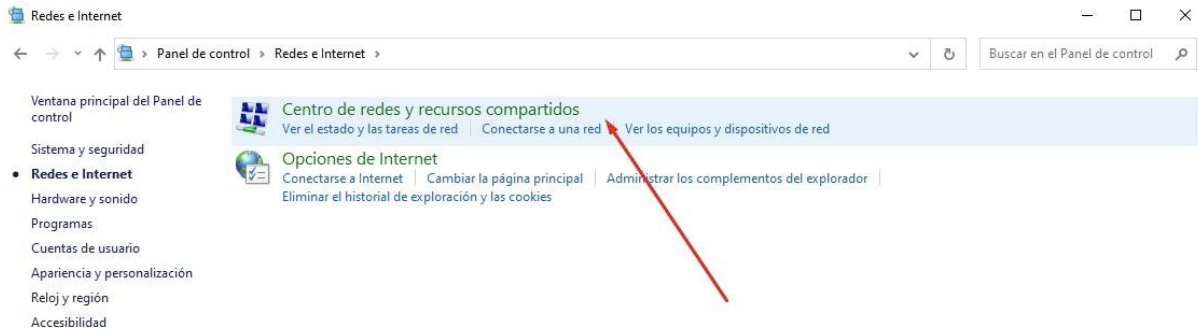 Redes e Internet
Panel de control > Redes e Internet >
Buscar en el Panel de control
Ventana principal del Panel de
control
Sistema y seguridad
Redes e Internet
Hardware y sonido
Programas
Cuentas de usuario
Apariencia y personalización
Reloj y región
Accesibilidad
Centro de redes y recursos compartidos
Ver el estado y las tareas de red
Conectarse a una red
Ver los equipos y dispositivos de red
Opciones de Internet
Conectarse a Internet
Cambiar la página principal
Administrar los complementos del explorador
Eliminar el historial de exploración y las cookies